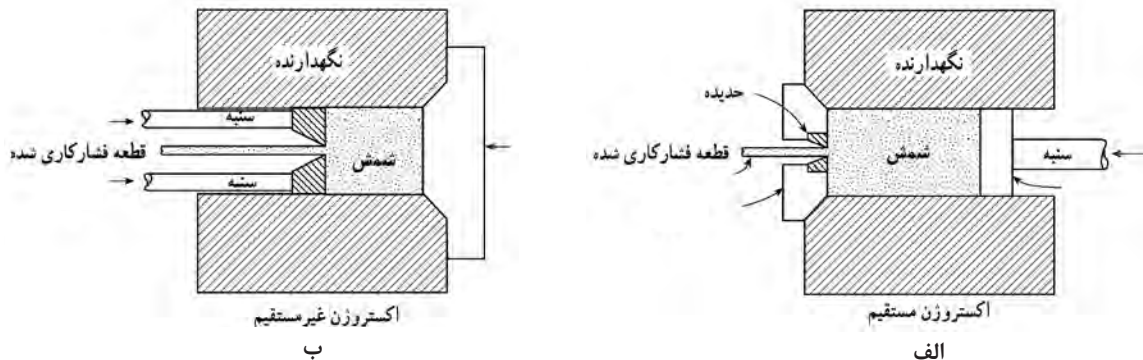 نگهدارنده
حدیده
شمش
سنبه
قطعه فشارکاری شده
اکستروژن مستقیم
الف
نگهدارنده
سنبه
شمش
قطعه فشارکاری شده
سنبه
اکستروژن غیرمستقیم
ب